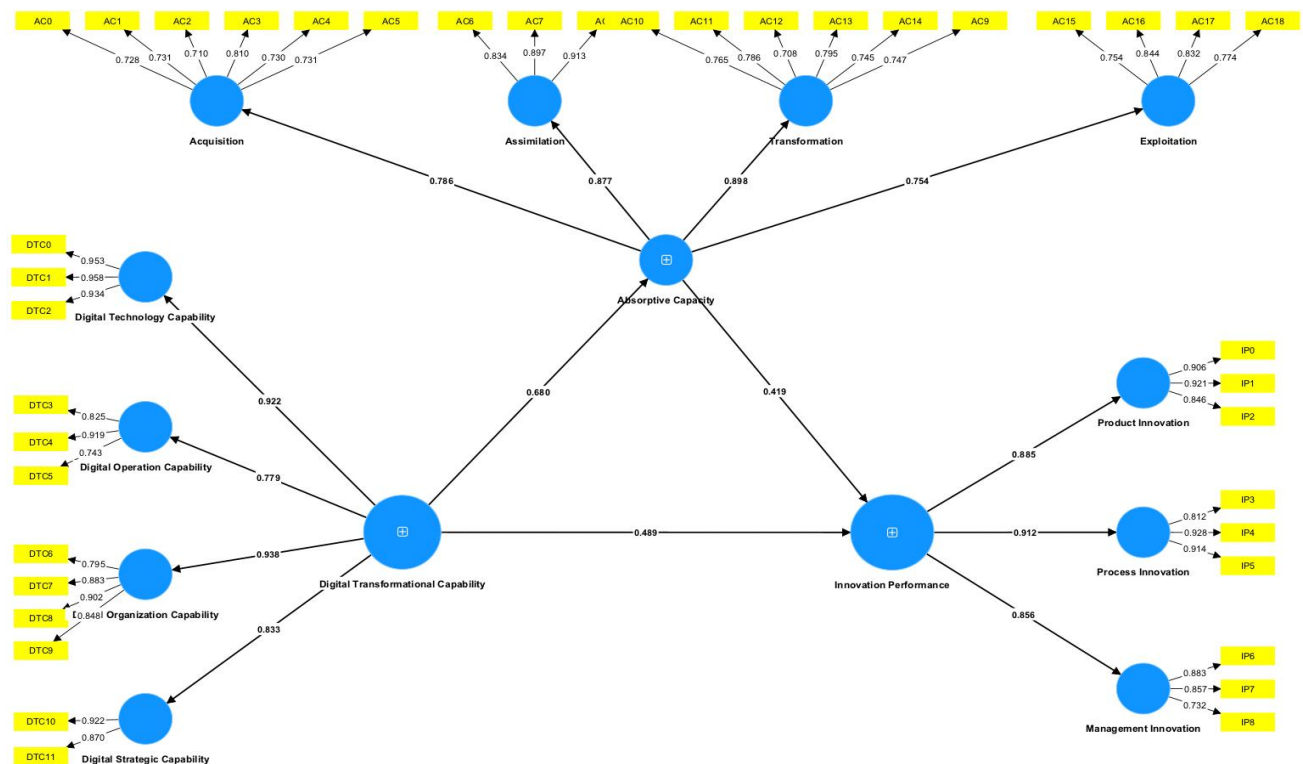 AC0
AC1
AC2
AC3
AC4
AC5
AC6
AC7
AC10
AC11
AC12
AC13
AC14
AC9
AC15
AC16
AC17
AC18
0.728
0.731
0.710
0.810
0.730
0.731
0.834
0.897
0.913
0.765
0.786
0.708
0.795
0.745
0.747
0.754
0.844
0.832
0.774
Acquisition
Assimilation
Transformation
Exploitation
0.786
0.877
0.898
0.754
DTC0
DTC1
DTC2
0.953
0.958
0.934
Digital Technology Capability
Absorptive Capacity
0.922
0.680
0.419
DTC3
DTC4
DTC5
0.825
0.919
0.743
Digital Operation Capability
0.779
IP0
IP1
IP2
0.906
0.921
0.846
Product Innovation
0.885
DTC6
DTC7
DTC8
DTC9
0.795
0.883
0.902
0.848
Organization Capability
0.938
Digital Transformational Capability
0.489
Innovation Performance
0.912
IP3
IP4
IP5
0.812
0.928
0.914
Process Innovation
0.833
0.856
DTC10
DTC11
0.922
0.870
Digital Strategic Capability
IP6
IP7
IP8
0.883
0.857
0.732
Management Innovation